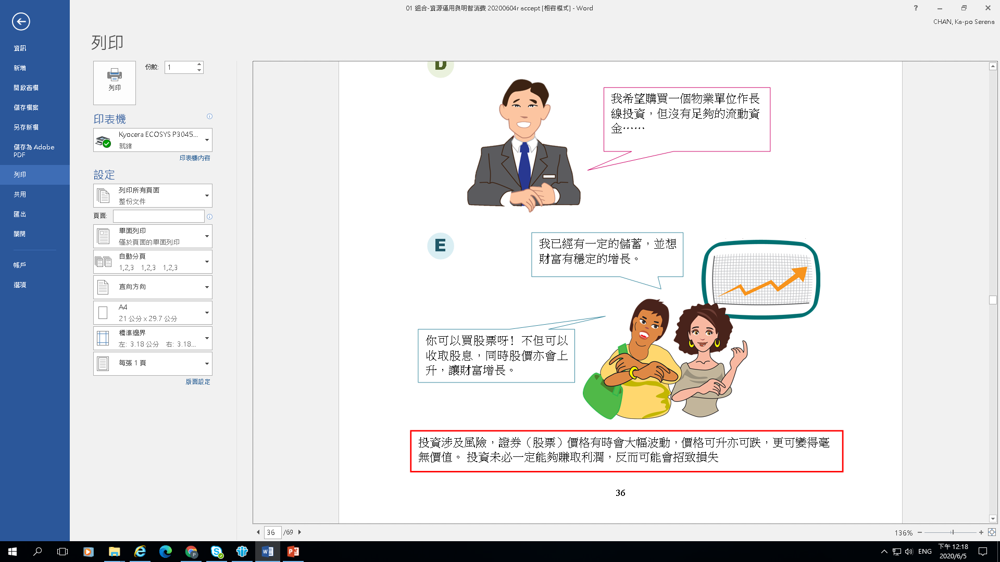 01 組合-資源運用與明智消費 20200604r accept [相容模式] - Word
?
CHAN, Ka-po Serena
資訊
新增
開啟舊檔
儲存檔案
另存新檔
儲存為 Adobe
PDF
列印
共用
匯出
關閉
帳戶
選項
列印
列印
份數:
1
印表機
Kyocera ECOSYS P3045...
就緒
印表機內容
設定
列印所有頁面
整份文件
頁面:
單面列印
僅於頁面的單面列印
自動分頁
1,2,3 1,2,3 1,2,3
直向方向
A4
21 公分 x 29.7 公分
標準邊界
左: 3.18 公分 右: 3.18...
每張 1 頁
版面設定
D
我希望購買一個物業單位作長
線投資，但沒有足夠的流動資
金……
E
我已經有一定的儲蓄，並想
財富有穩定的增長。
你可以買股票呀！不但可以
收取股息，同時股價亦會上
升，讓財富增長。
投資涉及風險，證券（股票）價格有時會大幅波動，價格可升亦可跌，更可變得毫
無價值。 投資未必一定能夠賺取利潤，反而可能會招致損失
36
36 /69
136%
ENG
下午 12:18
2020/6/5